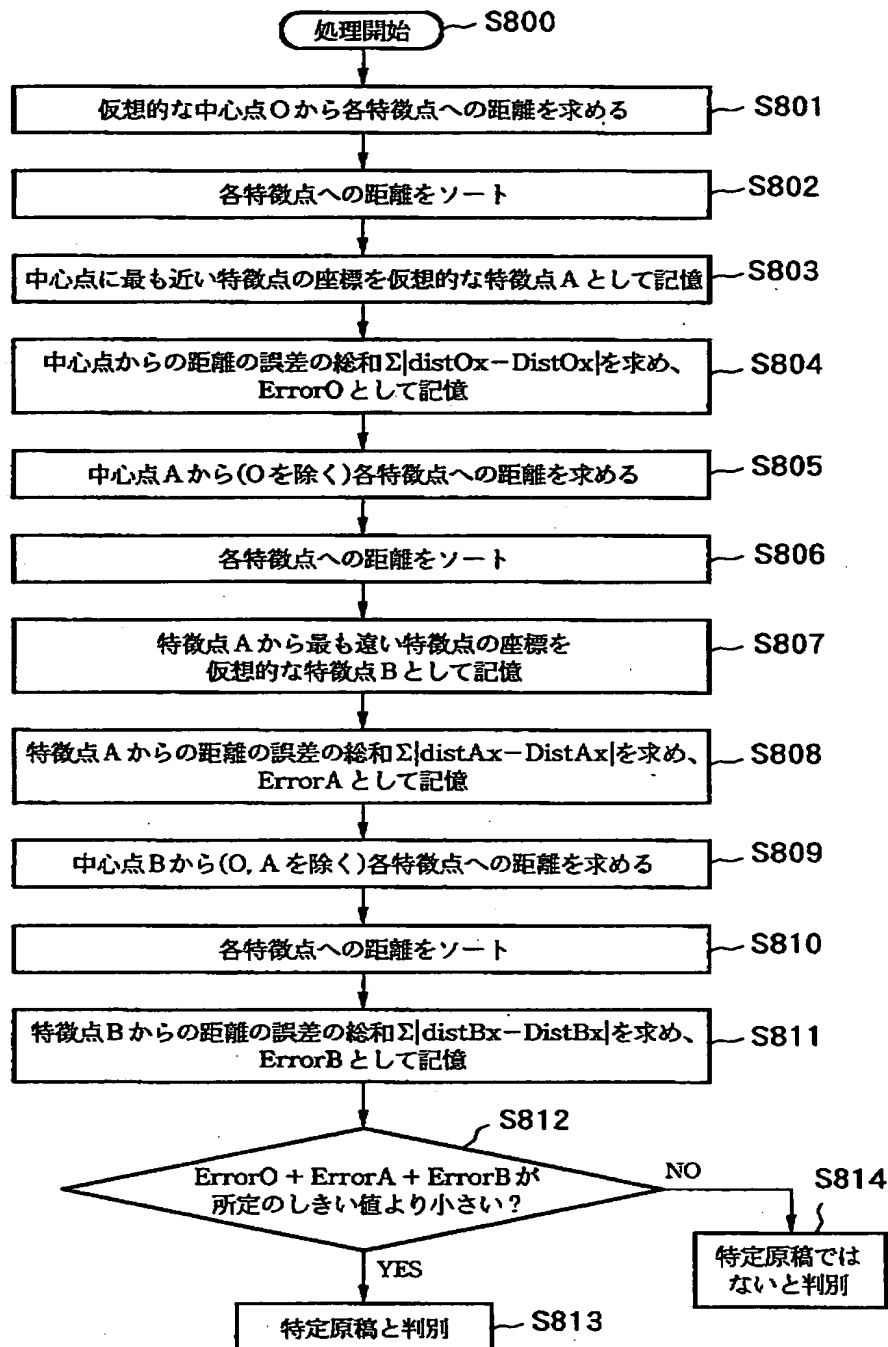 処理開始
S800
仮想的な中心点Oから各特徴点への距離を求める
S801
各特徴点への距離をソート
S802
中心点に最も近い特徴点の座標を仮想的な特徴点Aとして記憶
S803
中心点からの距離の誤差の総和Σ|distOx－DistOx|を求め、
ErrorOとして記憶
S804
中心点Aから(Oを除く)各特徴点への距離を求める
S805
各特徴点への距離をソート
S806
特徴点Aから最も遠い特徴点の座標を
仮想的な特徴点Bとして記憶
S807
特徴点Aからの距離の誤差の総和Σ|distAx－DistAx|を求め、
ErrorAとして記憶
S808
中心点Bから(O, Aを除く)各特徴点への距離を求める
S809
各特徴点への距離をソート
S810
特徴点Bからの距離の誤差の総和Σ|distBx－DistBx|を求め、
ErrorBとして記憶
S811
S812
ErrorO + ErrorA + ErrorBが
所定のしきい値より小さい?
NO
S814
特定原稿では
ないと判別
YES
特定原稿と判別
S813